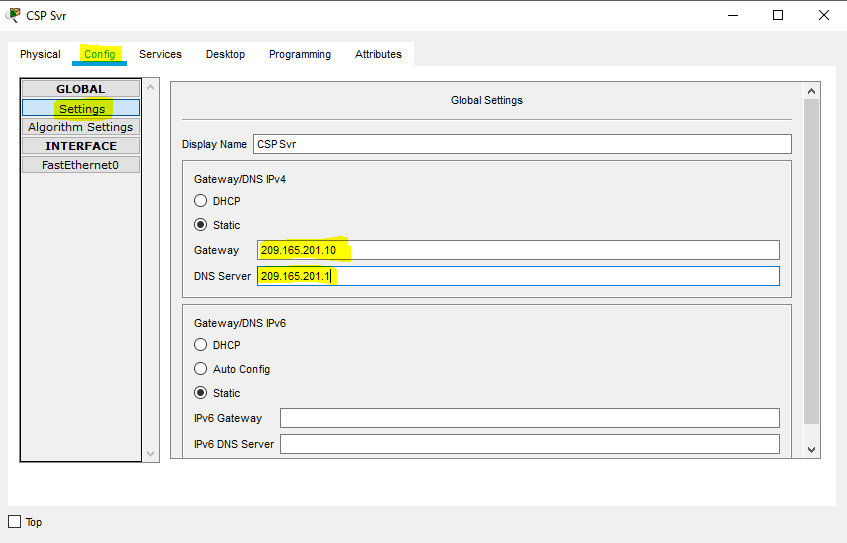 CSP Svr
Physical Config Services Desktop Programming Attributes
GLOBAL
Settings
Algorithm Settings
INTERFACE
FastEthernet0
Global Settings
Display Name CSP Svr
Gateway/DNS IPv4
DHCP
Static
Gateway 209.165.201.10
DNS Server 209.165.201.1
Gateway/DNS IPv6
DHCP
Auto Config
Static
IPv6 Gateway
IPv6 DNS Server
Top